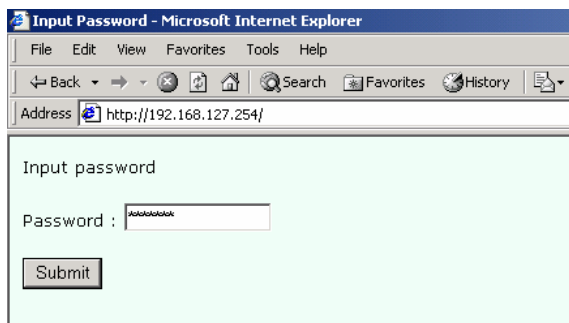 Input Password - Microsoft Internet Explorer
File Edit View Favorites Tools Help
Back Search Favorites History
Address http://192.168.127.254/
Input password
Password : ********
Submit